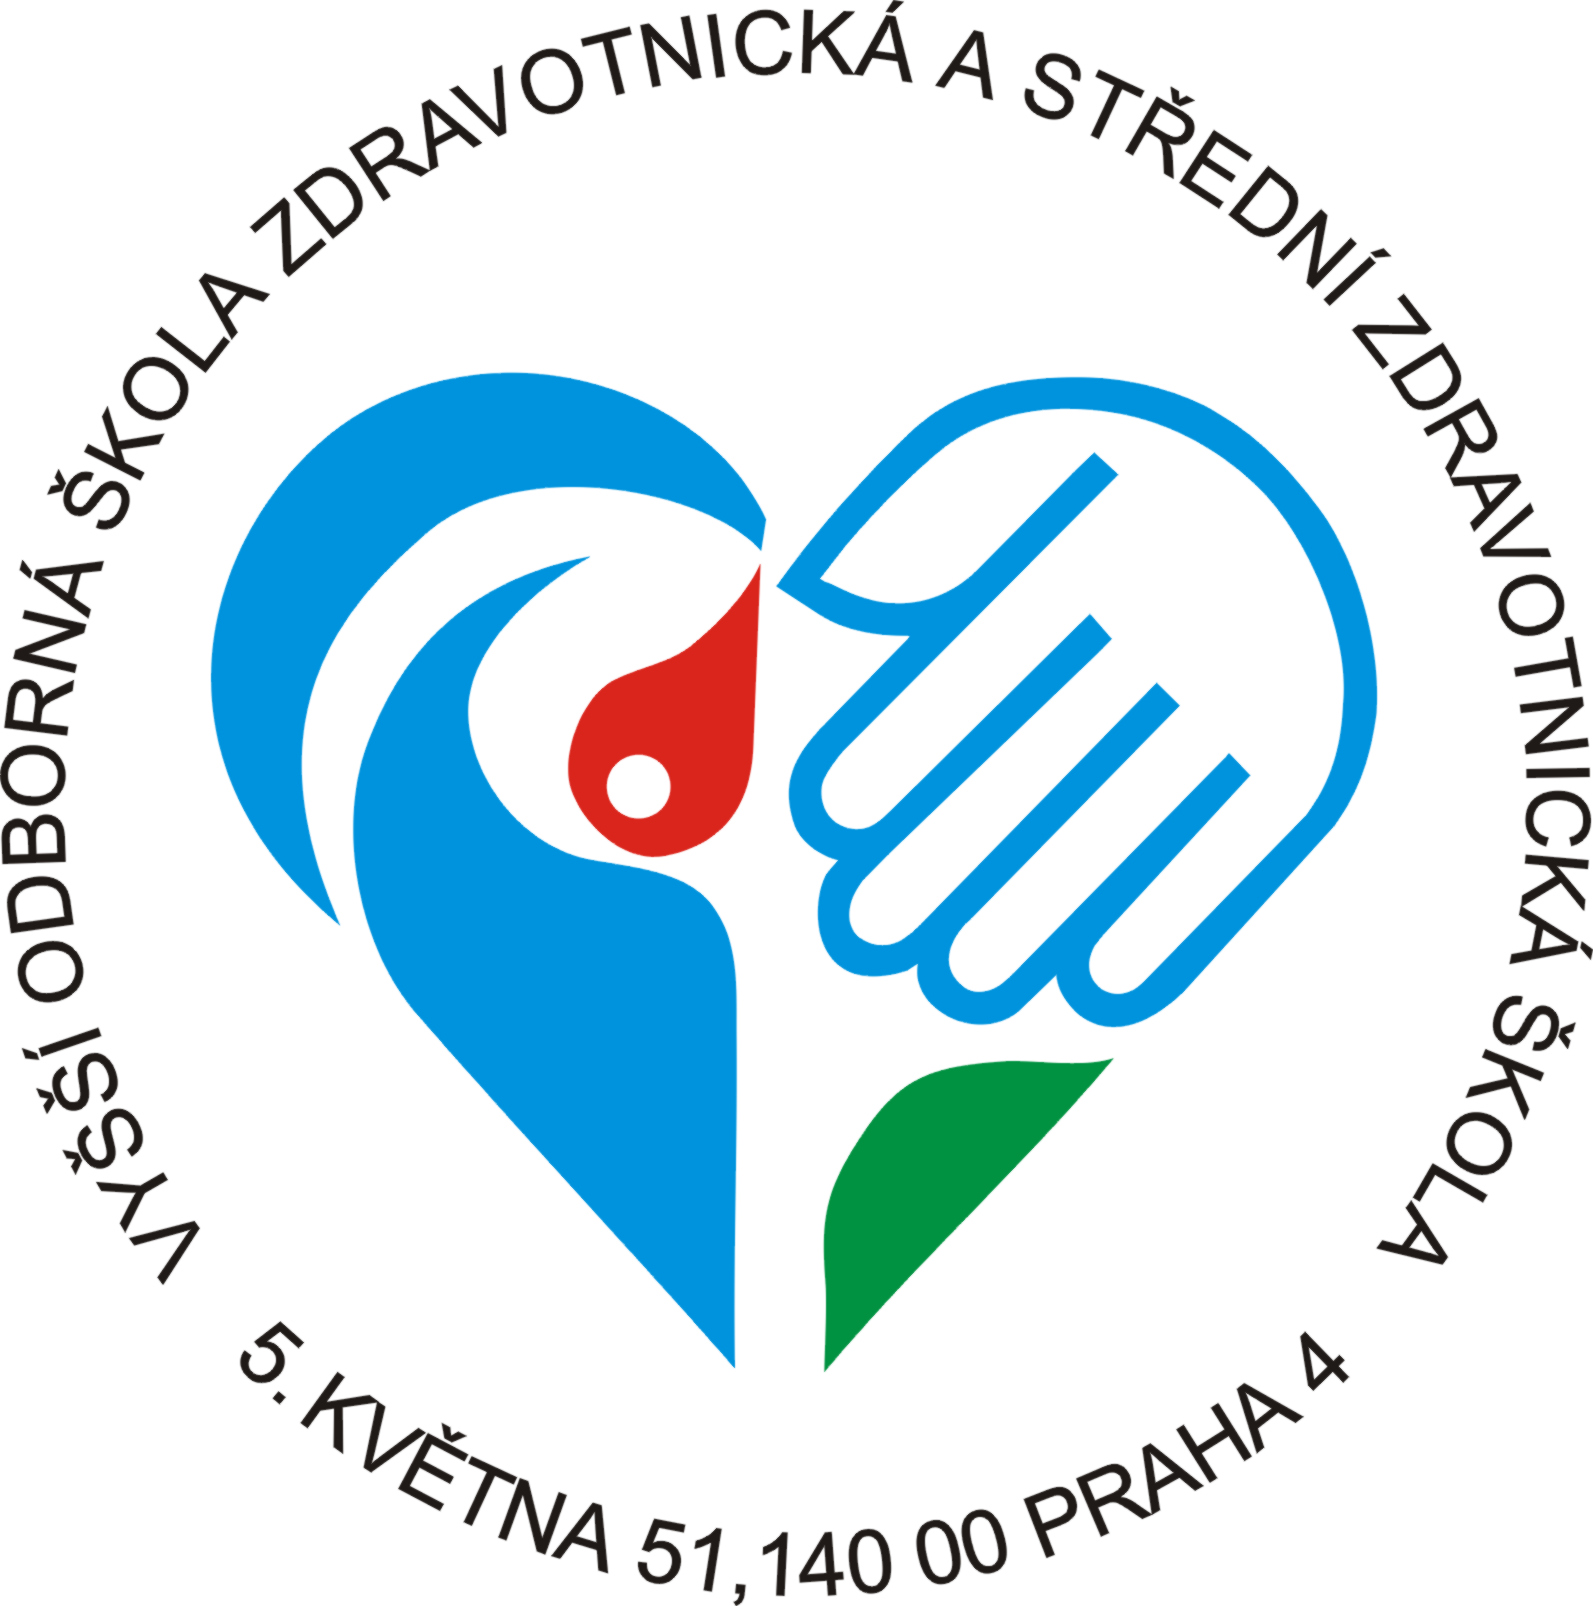 VYŠŠÍ ODBORNÁ ŠKOLA ZDRAVOTNICKÁ A STŘEDNÍ ZDRAVOTNICKÁ ŠKOLA
5. KVĚTNA 51,140 00 PRAHA 4